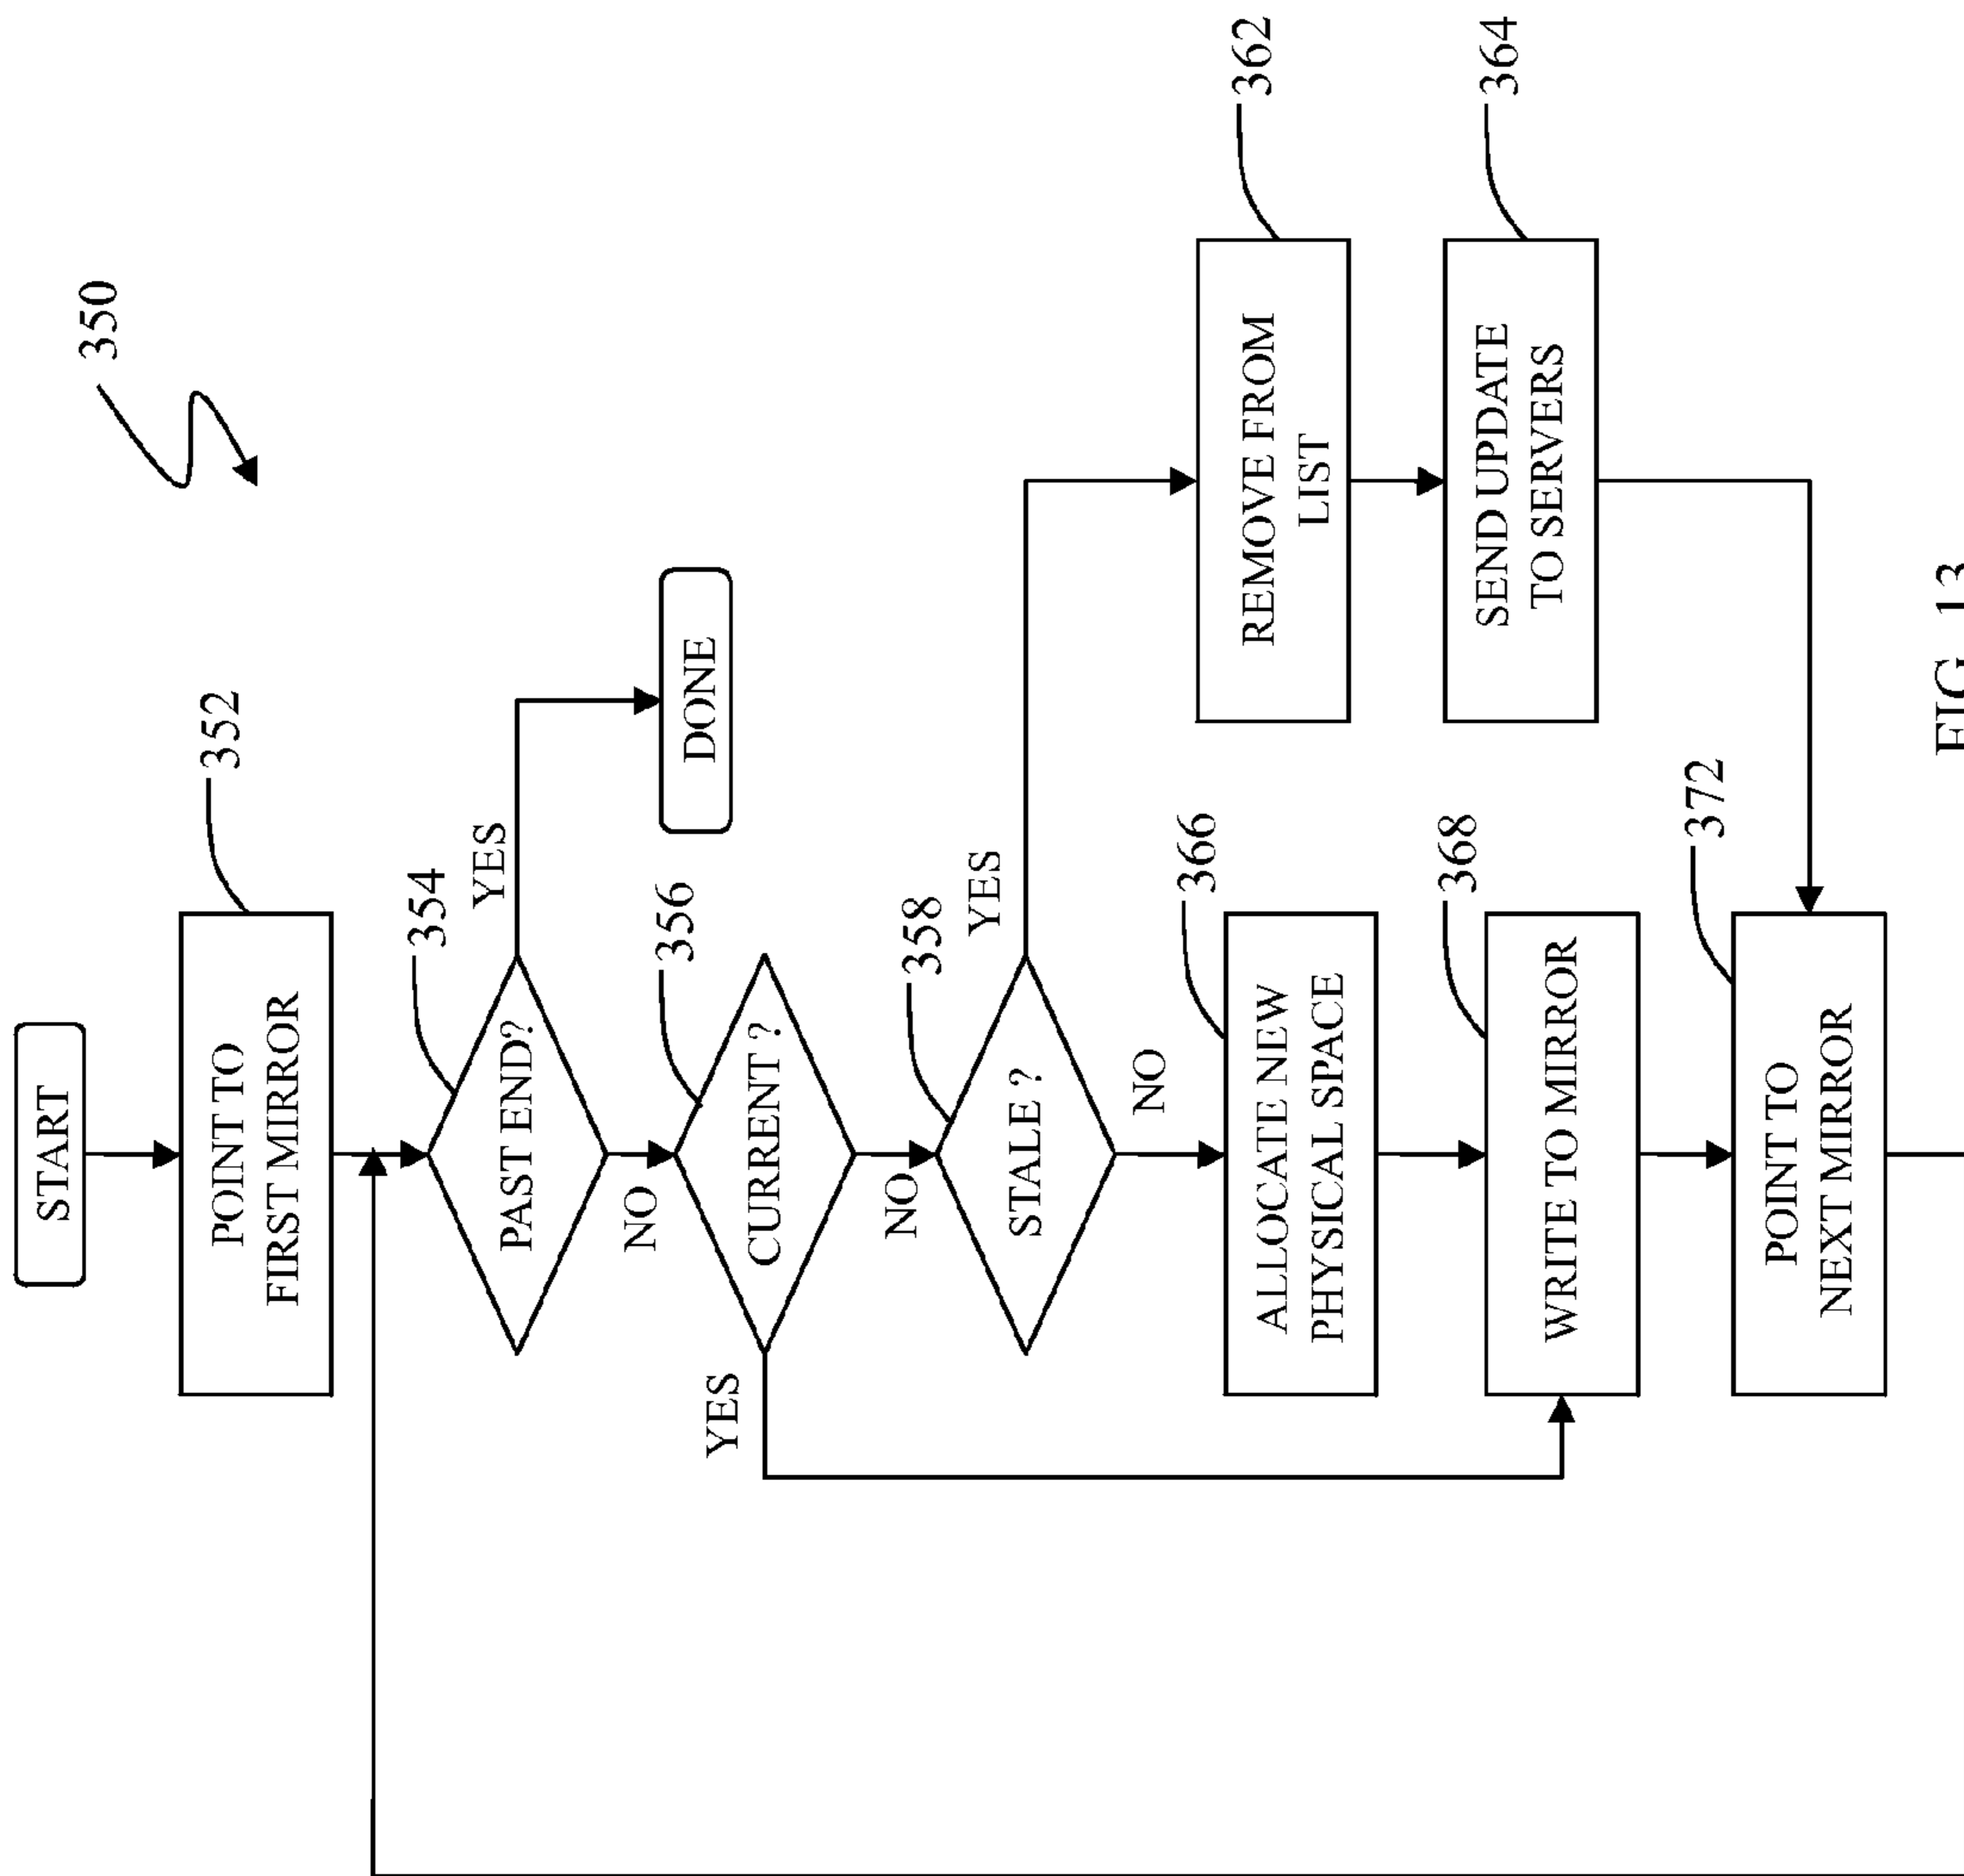 350
START
352
POINT TO
FIRST MIRROR
354
PAST END?
YES
DONE
NO
356
CURRENT ?
YES
NO
358
STALE ?
YES
NO
362
REMOVE FROM
LIST
364
SEND UPDATE
TO SERVERS
366
ALLOCATE NEW
PHYSICAL SPACE
368
WRITE TO MIRROR
372
POINT TO
NEXT MIRROR
FIG. 13